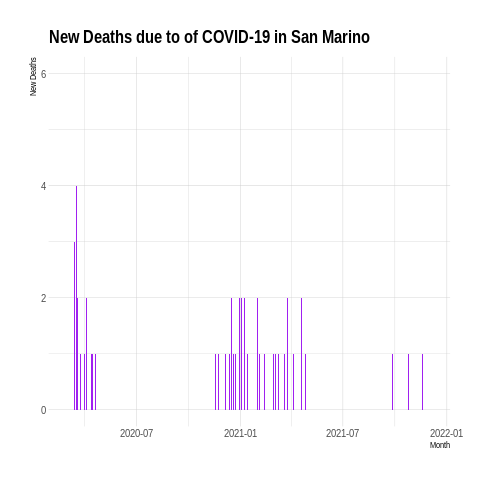 New Deaths due to of COVID-19 in San Marino
New Deaths
6
4
2
0
2020-07
2021-01
2021-07
2022-01
Month